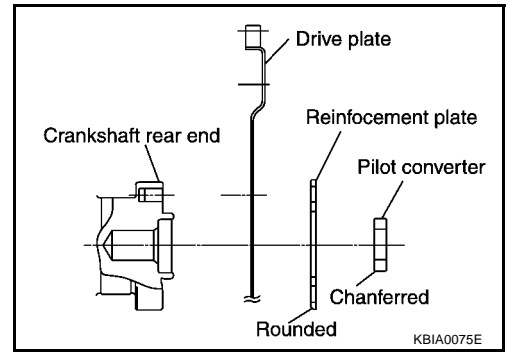 Drive plate
Reinfocement plate
Crankshaft rear end
Pilot converter
Chanferred
Rounded
KBIA0075E